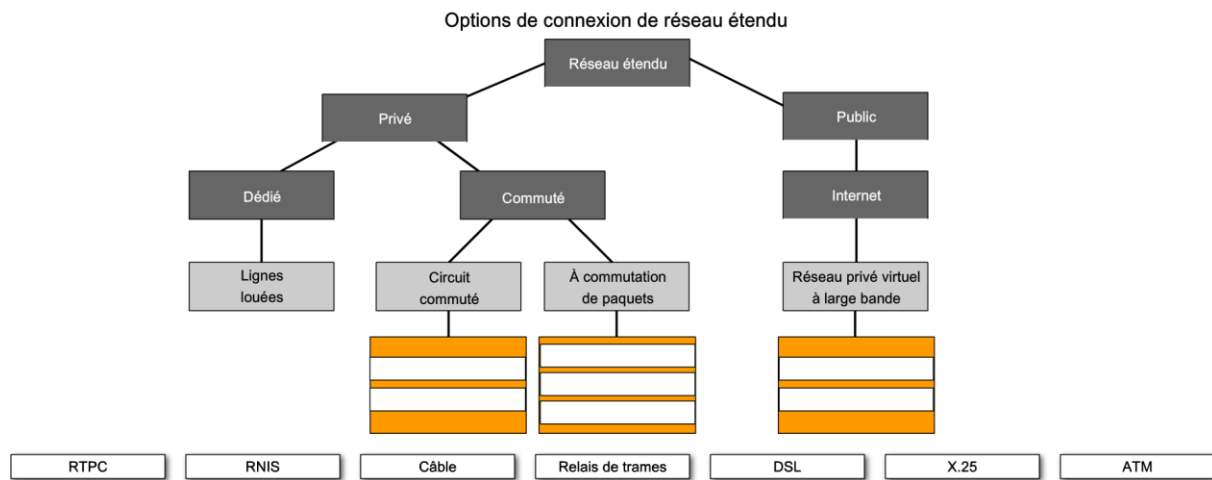 Options de connexion de réseau étendu
Réseau étendu
Privé
Public
Dédié
Commuté
Internet
Lignes
louées
Circuit
commuté
À commutation
de paquets
Réseau privé virtuel
à large bande
RTPC
RNIS
Câble
Relais de trames
DSL
X.25
ATM